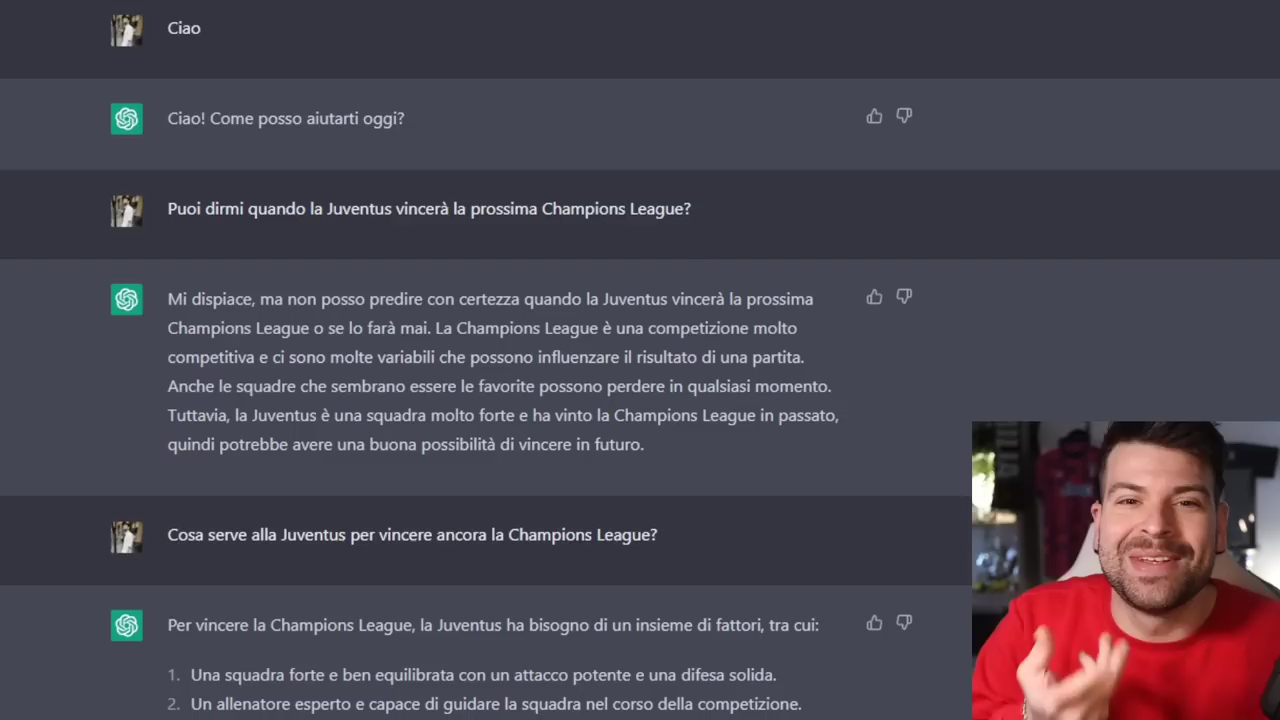 Ciao
Ciao! Come posso aiutarti oggi?
Puoi dirmi quando la Juventus vincerà la prossima Champions League?
Mi dispiace, ma non posso predire con certezza quando la Juventus vincerà la prossima
Champions League o se lo farà mai. La Champions League è una competizione molto
competitiva e ci sono molte variabili che possono influenzare il risultato di una partita.
Anche le squadre che sembrano essere le favorite possono perdere in qualsiasi momento.
Tuttavia, la Juventus è una squadra molto forte e ha vinto la Champions League in passato,
quindi potrebbe avere una buona possibilità di vincere in futuro.
Cosa serve alla Juventus per vincere ancora la Champions League?
Per vincere la Champions League, la Juventus ha bisogno di un insieme di fattori, tra cui:
1. Una squadra forte e ben equilibrata con un attacco potente e una difesa solida.
2. Un allenatore esperto e capace di guidare la squadra nel corso della competizione.